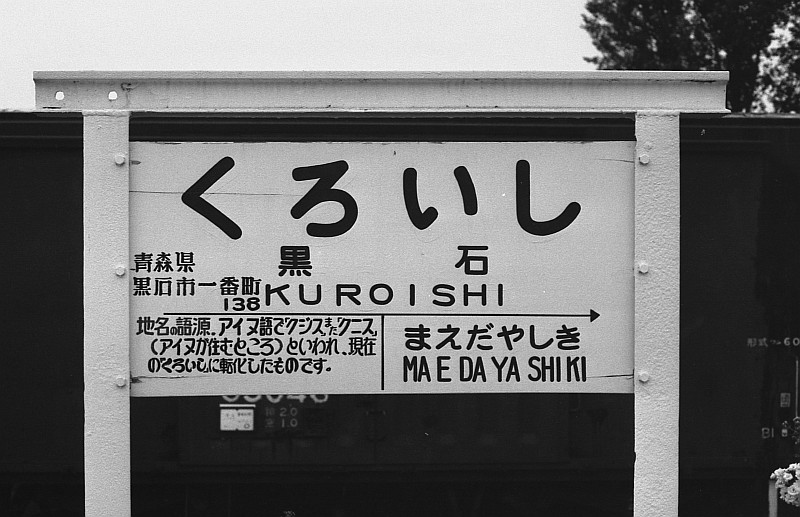 くろいし
黒石
KUROISHI
青森県
黒石市一番町
138
地名の語源。アイヌ語で「クジス」または「クニス」
(アイヌが住むところ)といわれ、現在
のくろいしに転化したものです。
まえだやしき
MAEDAYASHIKI
形式